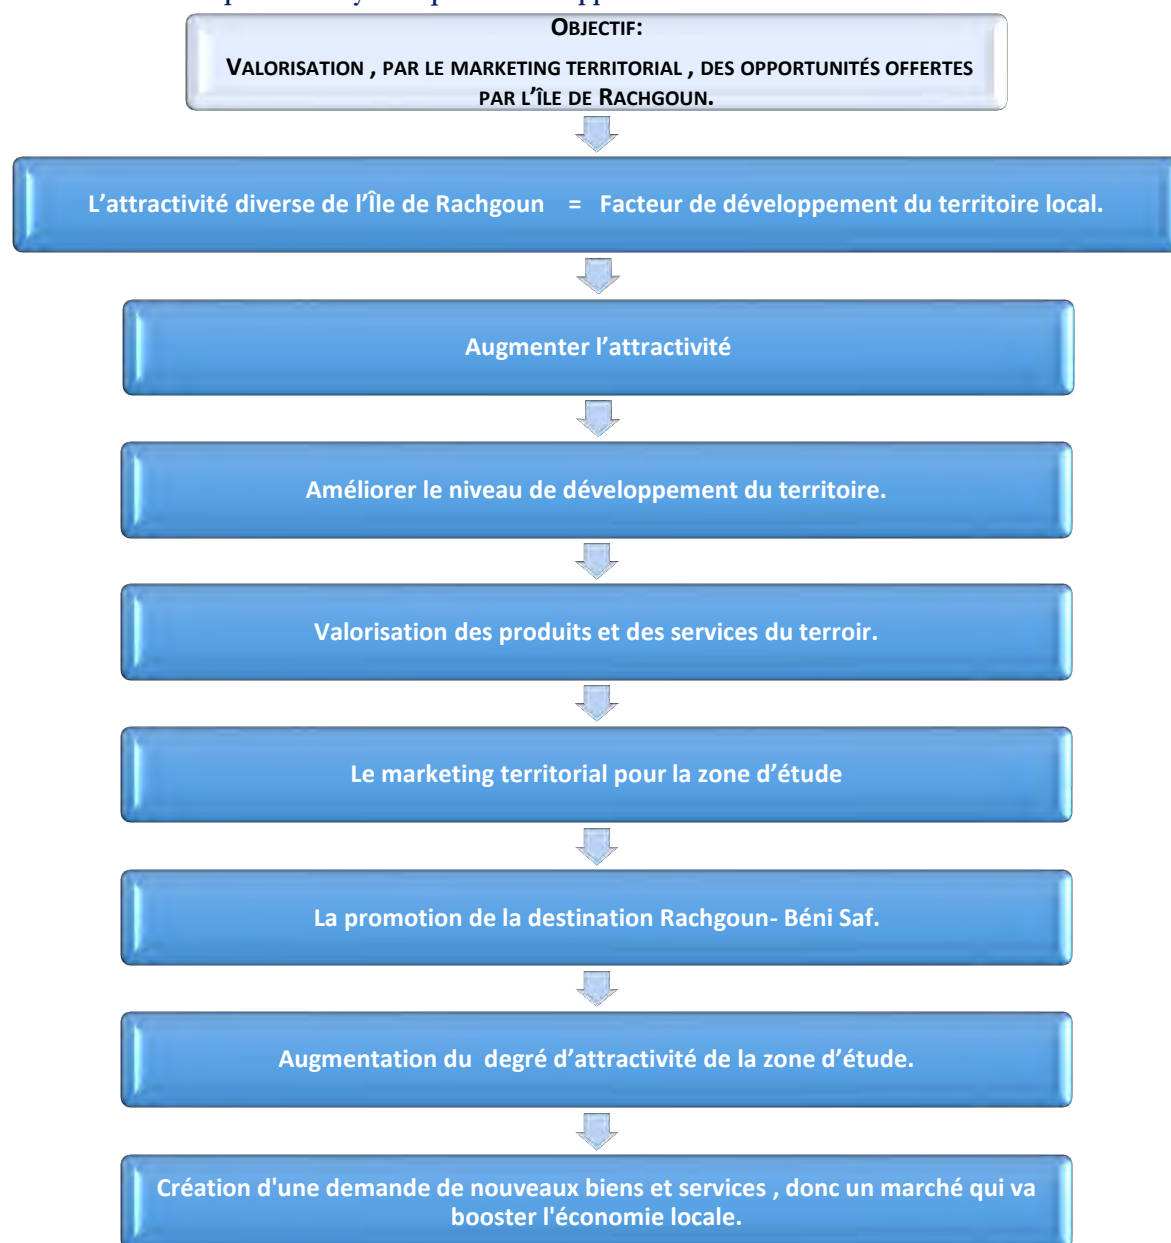 OBJECTIF:
VALORISATION , PAR LE MARKETING TERRITORIAL , DES OPPORTUNITÉS OFFERTES
PAR L'ÎLE DE RACHGOUN.
L'attractivité diverse de l'Île de Rachgoun = Facteur de développement du territoire local.
Augmenter l'attractivité
Améliorer le niveau de développement du territoire.
Valorisation des produits et des services du terroir.
Le marketing territorial pour la zone d'étude
La promotion de la destination Rachgoun- Béni Saf.
Augmentation du degré d'attractivité de la zone d'étude.
Création d'une demande de nouveaux biens et services , donc un marché qui va
booster l'économie locale.